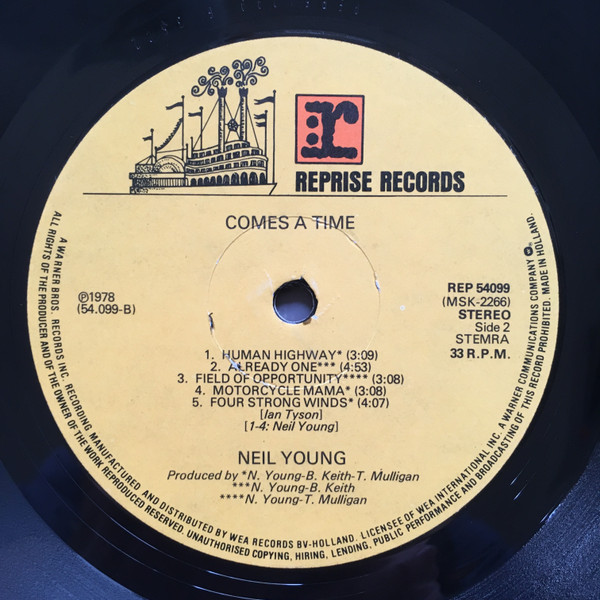 r
REPRISE RECORDS
COMES A TIME
℗1978
(54.099-B)
REP 54099
(MSK-2266)
STEREO
Side 2
STEMRA
33 R.P.M.
1. HUMAN HIGHWAY* (3:09)
2. ALREADY ONE*** (4:53)
3. FIELD OF OPPORTUNITY**** (3:08)
4. MOTORCYCLE MAMA* (3:08)
5. FOUR STRONG WINDS* (4:07)
[Ian Tyson]
[1-4: Neil Young]
NEIL YOUNG
Produced by *N. Young-B. Keith-T. Mulligan
***N. Young-B. Keith
****N. Young-T. Mulligan
A WARNER BROS. RECORDS INC. RECORDING MANUFACTURED AND DISTRIBUTED BY WEA RECORDS BV-HOLLAND. LICENSEE OF WEA INTERNATIONAL INC. A WARNER COMMUNICATIONS COMPANY
ALL RIGHTS OF THE PRODUCER AND OF THE OWNER OF THE WORK REPRODUCED RESERVED. UNAUTHORISED COPYING, HIRING, LENDING, PUBLIC PERFORMANCE AND BROADCASTING OF THIS RECORD PROHIBITED. MADE IN HOLLAND.